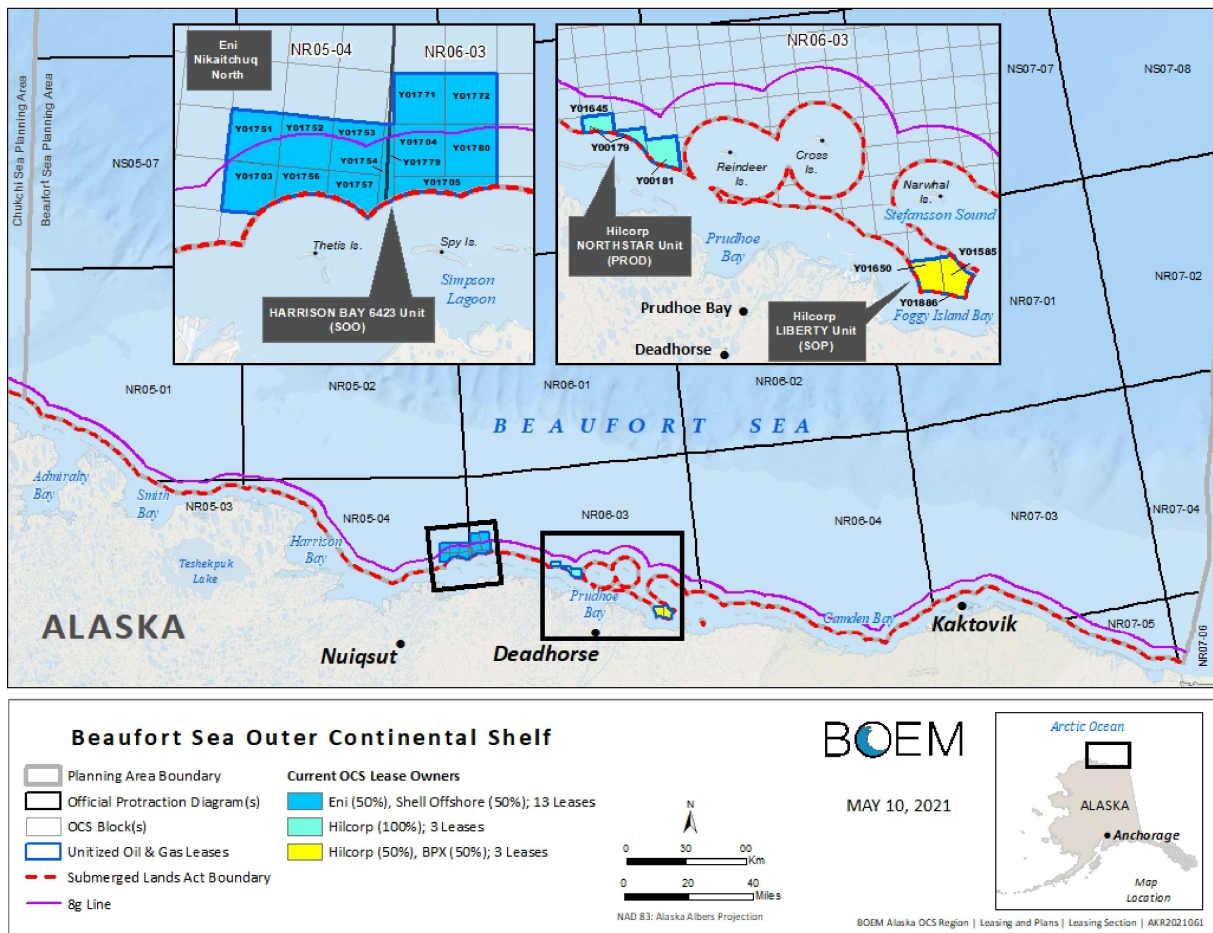 Chukchi Sea Planning Area
Beaufort Sea Planning Area
NS05-07
Eni
Nikaitchuq
North
NR05-04
NR06-03
Y01771
Y01772
Y01751
Y01752
Y01753
Y01704
Y01780
Y01754
Y01779
Y01703
Y01756
Y01757
Y01705
Thetis Is.
Spy Is.
Simpson
Lagoon
HARRISON BAY 6423 Unit
(SOO)
NR06-03
Y01645
Y00179
Y00181
Reindeer
Is.
Cross
Is.
Narwhal
Is.
Stefansson Sound
Hilcorp
NORTHSTAR Unit
(PROD)
Prudhoe
Bay
Y01650
Y01585
Y01886
Foggy Island Bay
Prudhoe Bay
Deadhorse
Hilcorp
LIBERTY Unit
(SOP)
NS07-07
NS07-08
NR07-02
NR07-01
NR05-01
NR05-02
NR06-01
NR06-02
BEAUFORT SEA
Admiralty
Bay
Smith
Bay
NR05-03
NR05-04
NR06-03
NR06-04
NR07-03
NR07-04
Harrison
Bay
Teshekpuk
Lake
Prudhoe
Bay
Camden Bay
Kaktovik
NR07-05
NR07-06
ALASKA
Nuiqsut
Deadhorse
Beaufort Sea Outer Continental Shelf
Planning Area Boundary
Official Protraction Diagram(s)
OCS Block(s)
Unitized Oil & Gas Leases
Submerged Lands Act Boundary
8g Line
Current OCS Lease Owners
Eni (50%), Shell Offshore (50%); 13 Leases
Hilcorp (100%); 3 Leases
Hilcorp (50%), BPX (50%); 3 Leases
BOEM
MAY 10, 2021
N
0 30 00
Km
0 20 40
Miles
NAD 83: Alaska Albers Projection
Arctic Ocean
ALASKA
Anchorage
Map
Location
BOEM Alaska OCS Region | Leasing and Plans | Leasing Section | AKR2021061